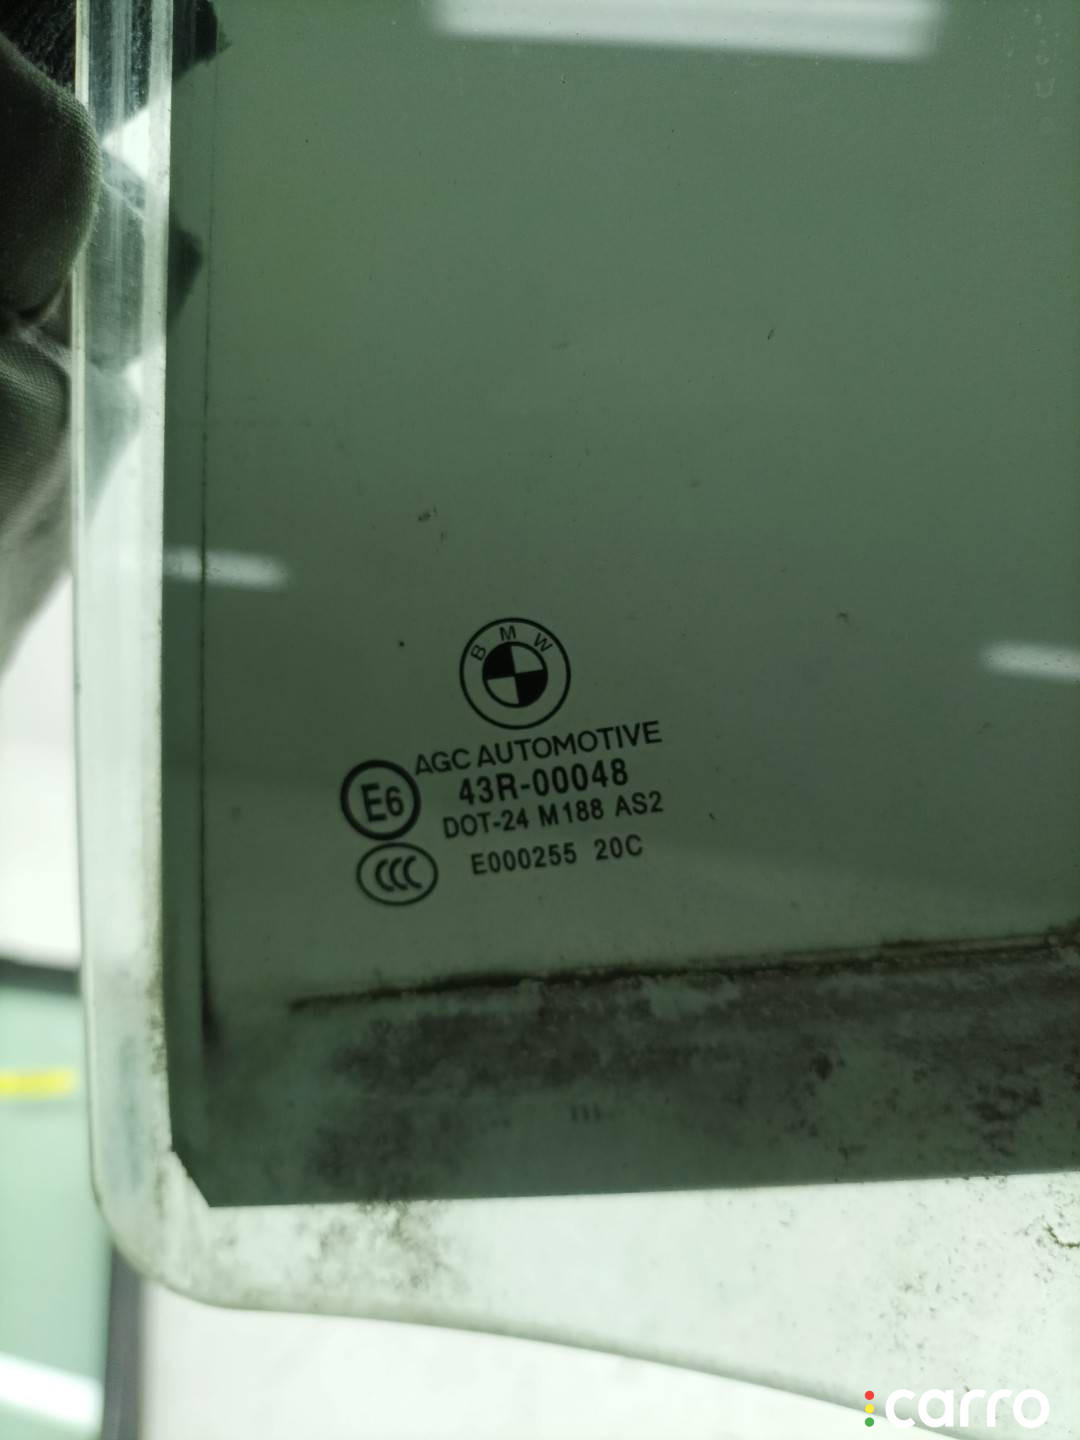 BMW
AGC AUTOMOTIVE
E6 43R-00048
DOT-24 M188 AS2
CCC E000255 20C
carro